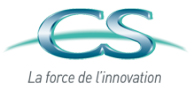 CS
La force de l'innovation